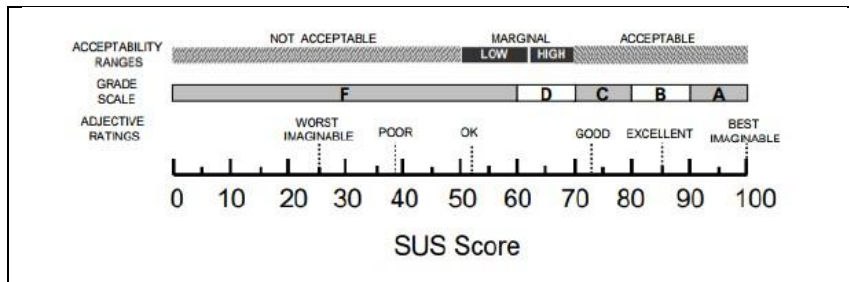 NOT ACCEPTABLE MARGINAL ACCEPTABLE
ACCEPTABILITY RANGES
LOW HIGH
GRADE SCALE
F D C B A
ADJECTIVE RATINGS
WORST IMAGINABLE POOR OK GOOD EXCELLENT BEST IMAGINABLE
0 10 20 30 40 50 60 70 80 90 100
SUS Score